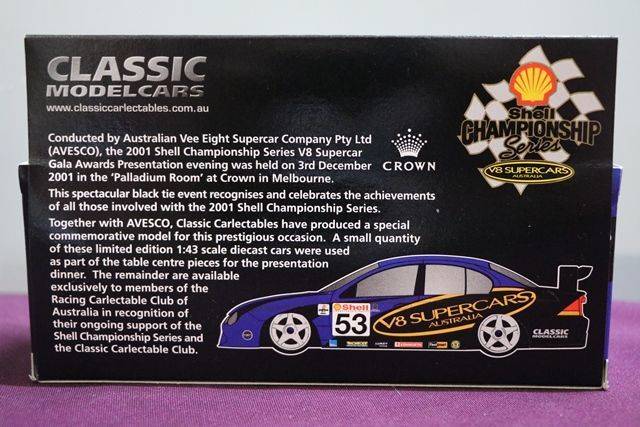 CLASSIC
MODELCARS
www.classiccarlectables.com.au
Shell
CHAMPIONSHIP
Series
V8 SUPERCARS
AUSTRALIA
Conducted by Australian Vee Eight Supercar Company Pty Ltd
(AVESCO), the 2001 Shell Championship Series V8 Supercar
Gala Awards Presentation evening was held on 3rd December
2001 in the 'Palladium Room' at Crown in Melbourne.
CROWN
This spectacular black tie event recognises and celebrates the achievements
of all those involved with the 2001 Shell Championship Series.
Together with AVESCO, Classic Carlectables have produced a special
commemorative model for this prestigious occasion. A small quantity
of these limited edition 1:43 scale diecast cars were used
as part of the table centre pieces for the presentation
dinner. The remainder are available
exclusively to members of the
Racing Carlectable Club of
Australia in recognition of
their ongoing support of the
Shell Championship Series and
the Classic Carlectable Club.
Shell
53
V8 SUPERCARS
AUSTRALIA
CLASSIC
MODELCARS